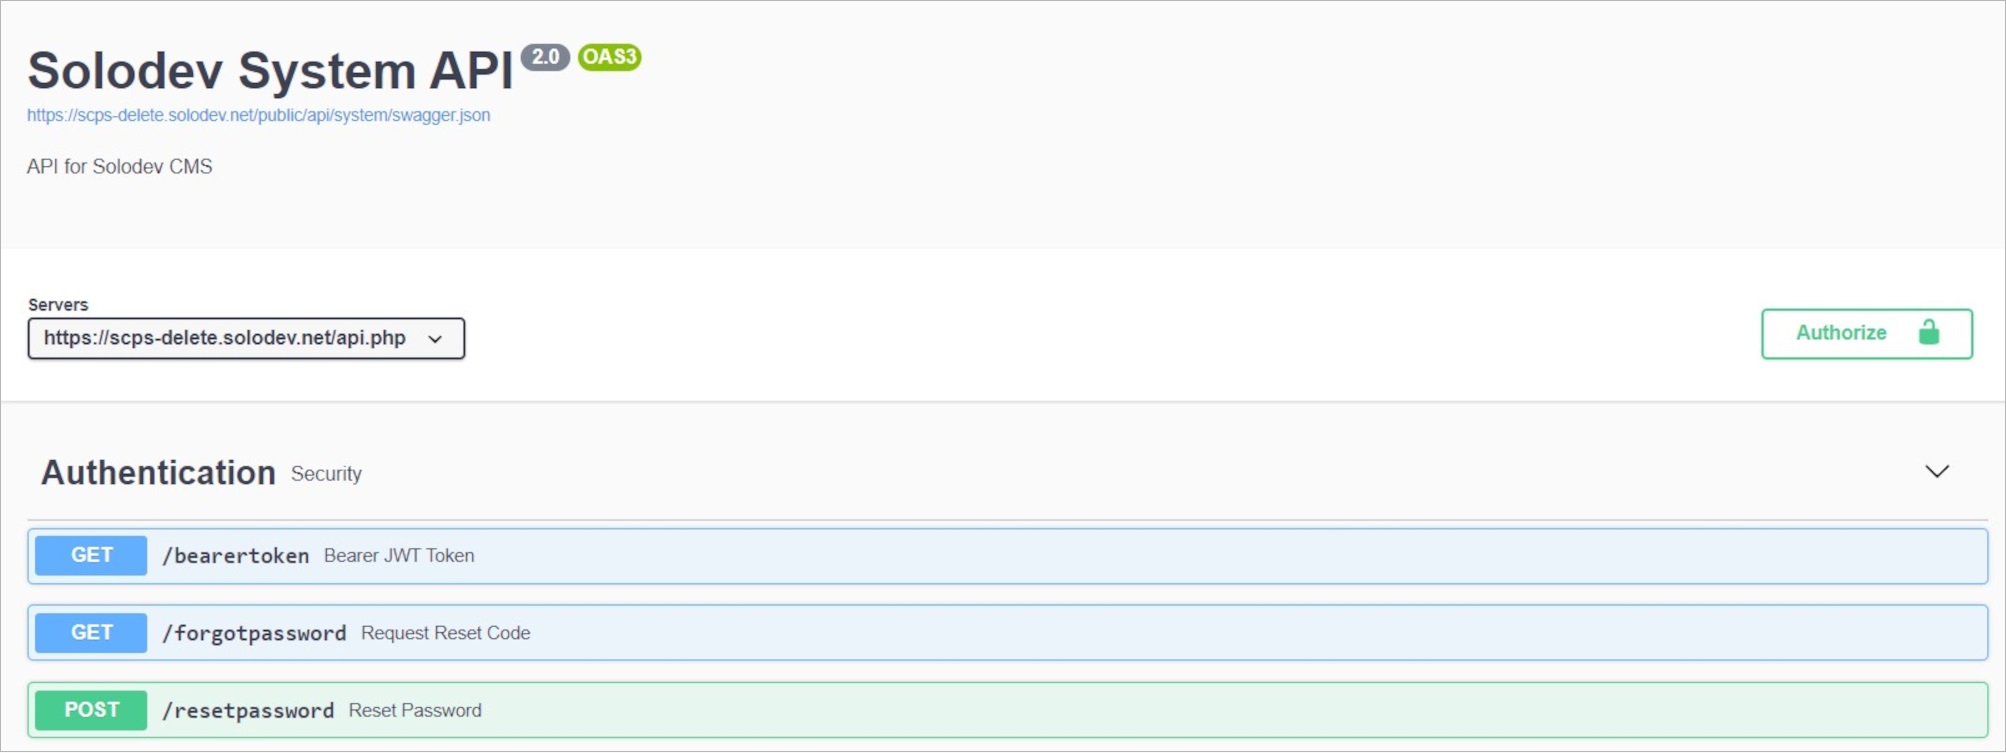 Solodev System API 2.0 OAS3
https://scps-delete.solodev.net/public/api/system/swagger.json
API for Solodev CMS
Servers
https://scps-delete.solodev.net/api.php
Authorize
Authentication Security
GET /bearertoken Bearer JWT Token
GET /forgotpassword Request Reset Code
POST /resetpassword Reset Password